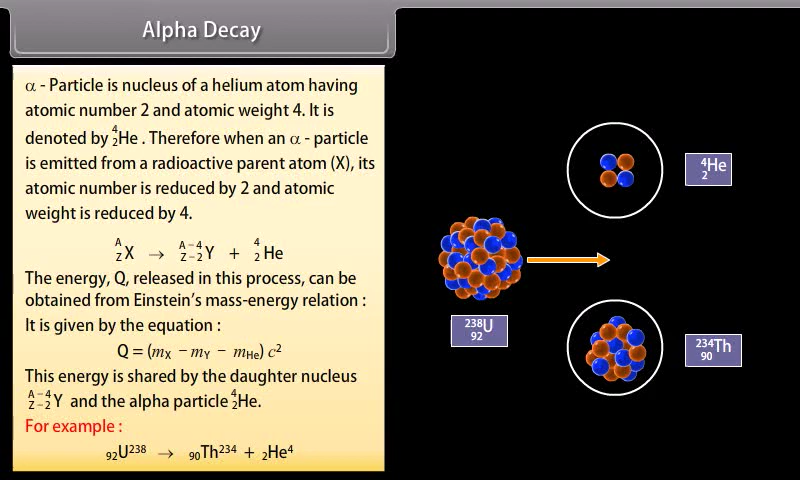 Alpha Decay
α - Particle is nucleus of a helium atom having
atomic number 2 and atomic weight 4. It is
denoted by ⁴₂He . Therefore when an α - particle
is emitted from a radioactive parent atom (X), its
atomic number is reduced by 2 and atomic
weight is reduced by 4.
ᴬ_ZX → ᴬ⁻⁴_Z₋₂Y + ⁴₂He
The energy, Q, released in this process, can be
obtained from Einstein's mass-energy relation :
It is given by the equation :
Q = (mX − mY − mHe) c²
This energy is shared by the daughter nucleus
ᴬ⁻⁴_Z₋₂Y and the alpha particle ⁴₂He.
For example :
₉₂U²³⁸ → ₉₀Th²³⁴ + ₂He⁴
⁴₂He
²³⁸₉₂U
²³⁴₉₀Th